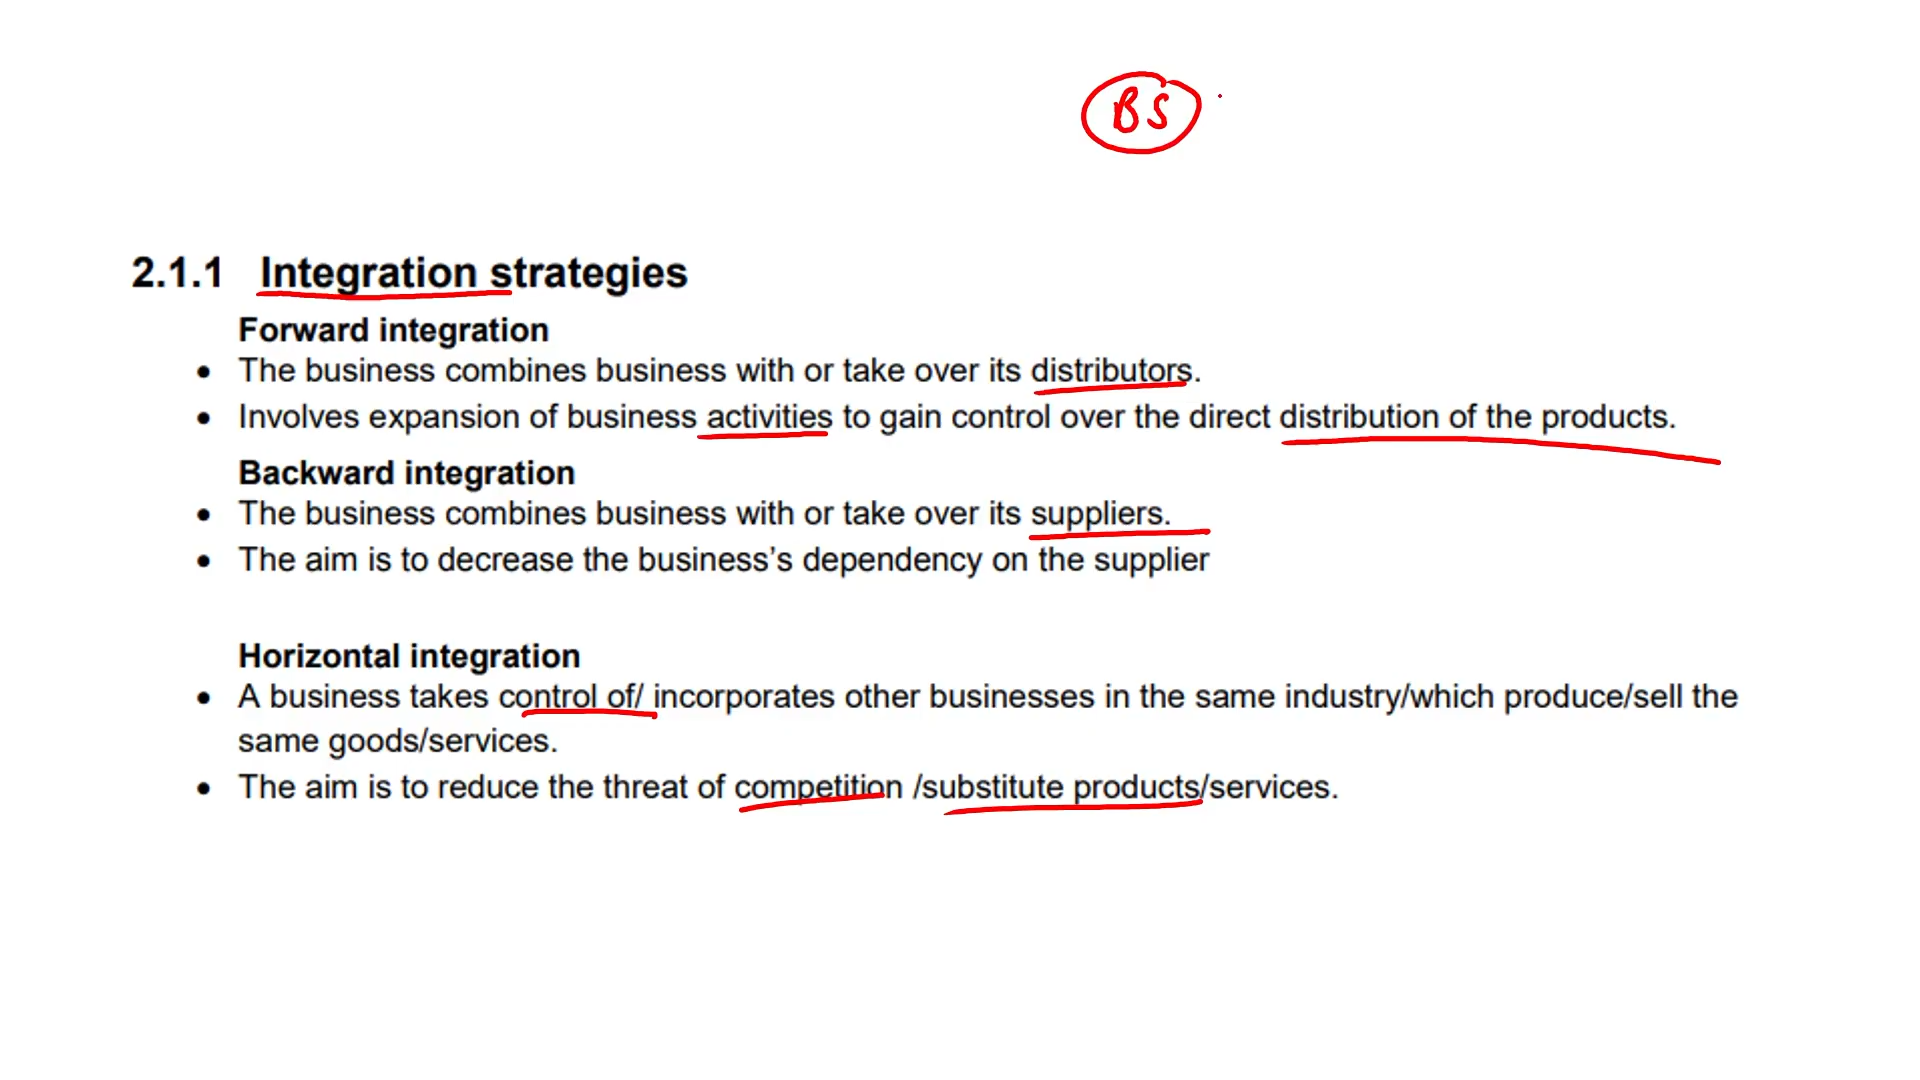 BS
2.1.1 Integration strategies
Forward integration
• The business combines business with or take over its distributors.
• Involves expansion of business activities to gain control over the direct distribution of the products.
Backward integration
• The business combines business with or take over its suppliers.
• The aim is to decrease the business’s dependency on the supplier
Horizontal integration
• A business takes control of/ incorporates other businesses in the same industry/which produce/sell the
same goods/services.
• The aim is to reduce the threat of competition /substitute products/services.